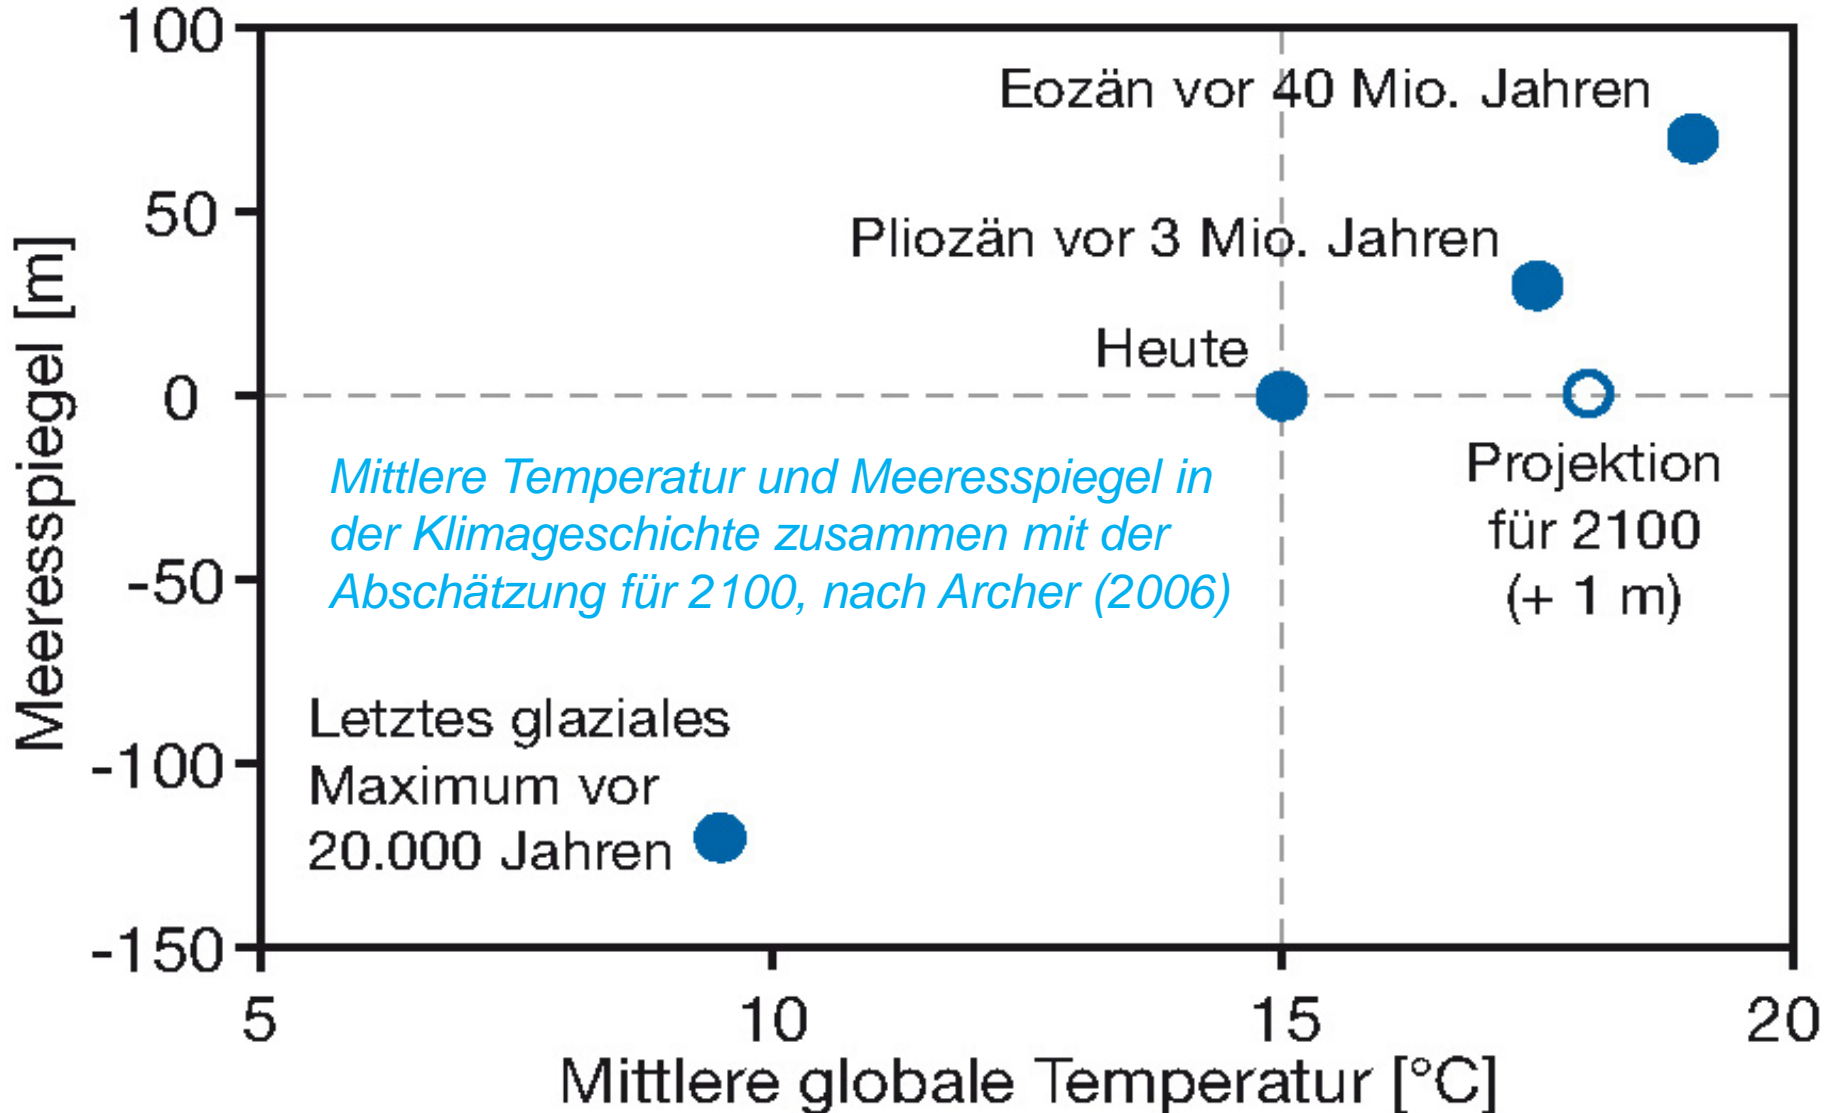 100
Eozän vor 40 Mio. Jahren
50
Pliozän vor 3 Mio. Jahren
Heute
0
Meeresspiegel [m]
Projektion
für 2100
(+ 1 m)
Mittlere Temperatur und Meeresspiegel in
der Klimageschichte zusammen mit der
Abschätzung für 2100, nach Archer (2006)
-50
Letztes glaziales
Maximum vor
20.000 Jahren
-100
-150
5
10
15
20
Mittlere globale Temperatur [°C]